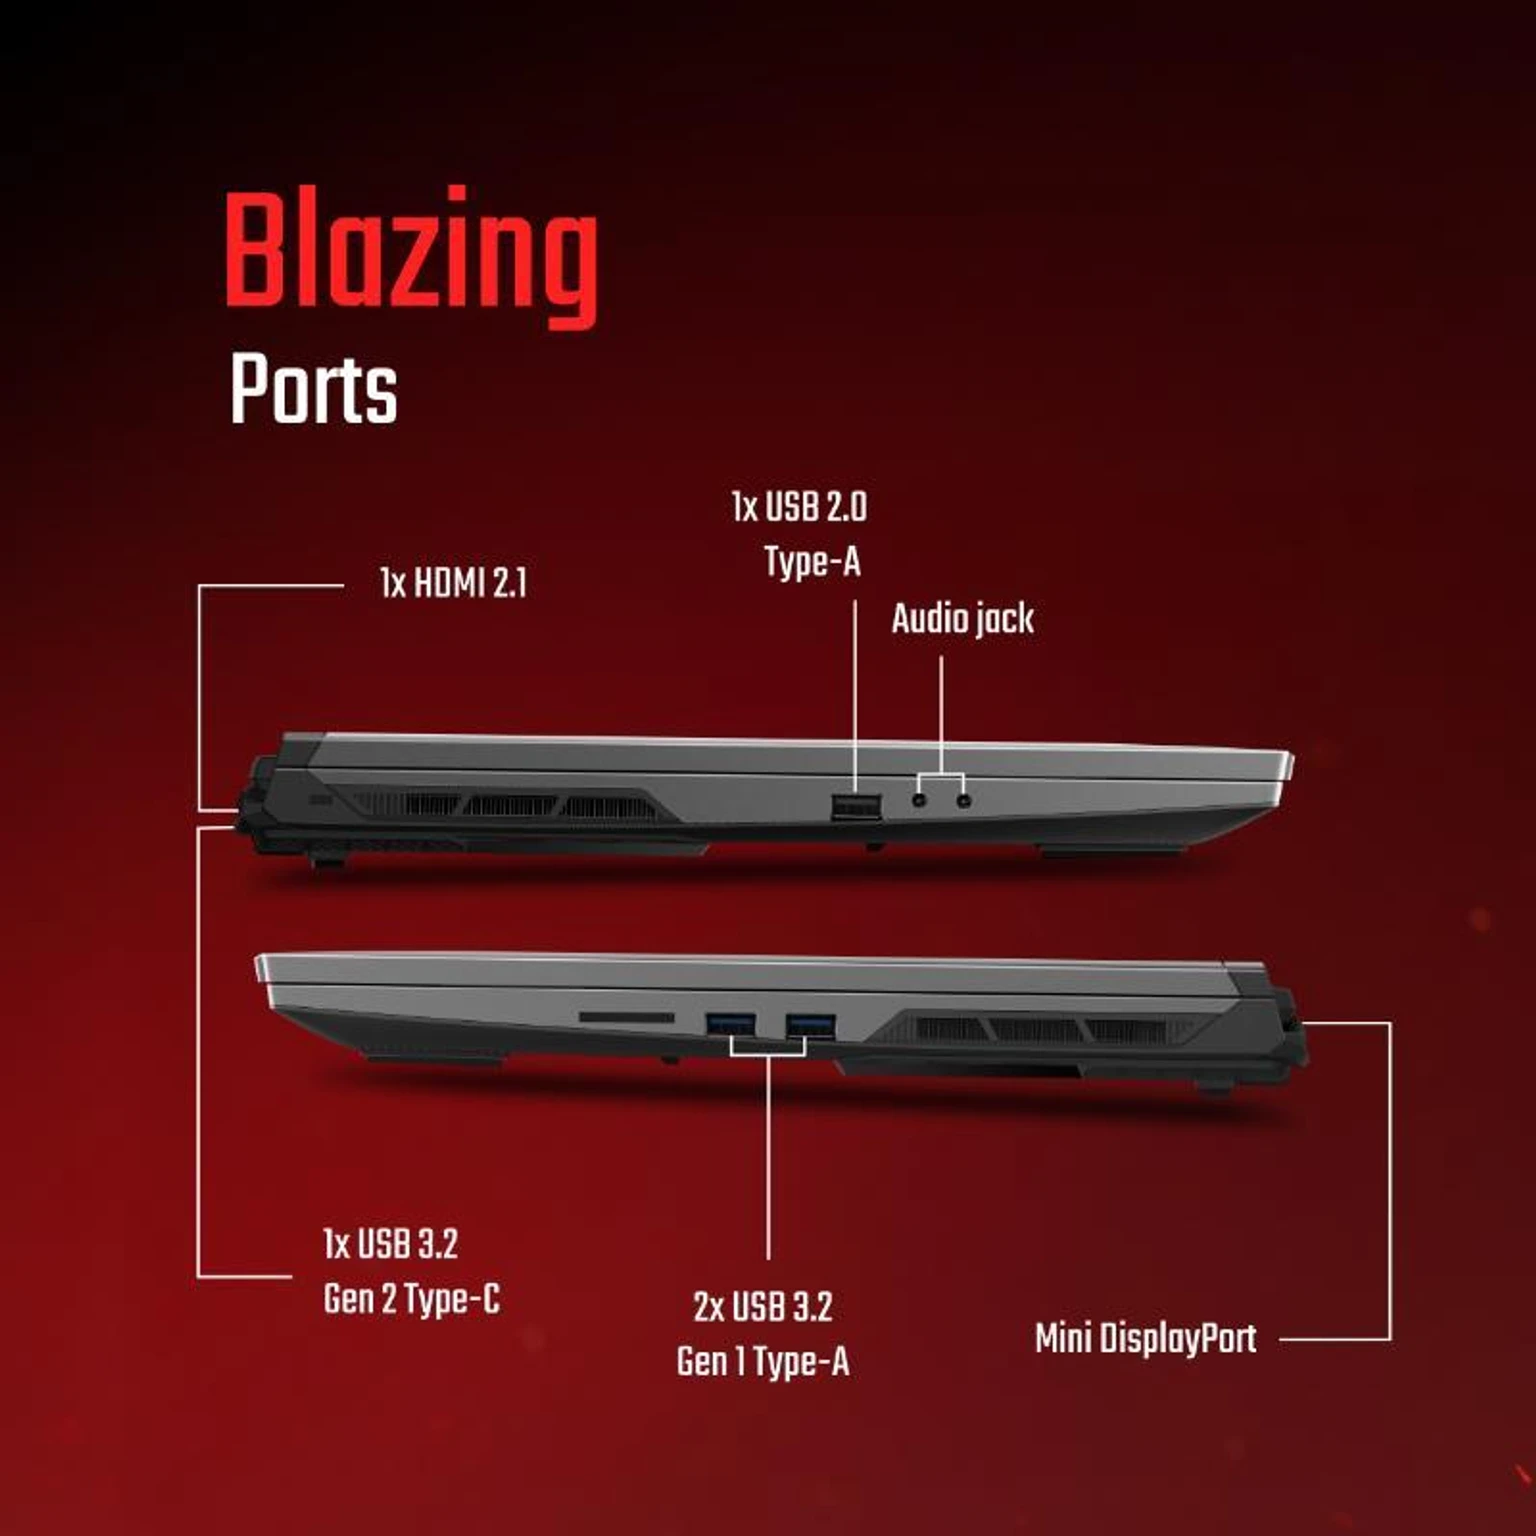 Blazing
Ports
1x USB 2.0
Type-A
1x HDMI 2.1
Audio jack
1x USB 3.2
Gen 2 Type-C
2x USB 3.2
Gen 1 Type-A
Mini DisplayPort